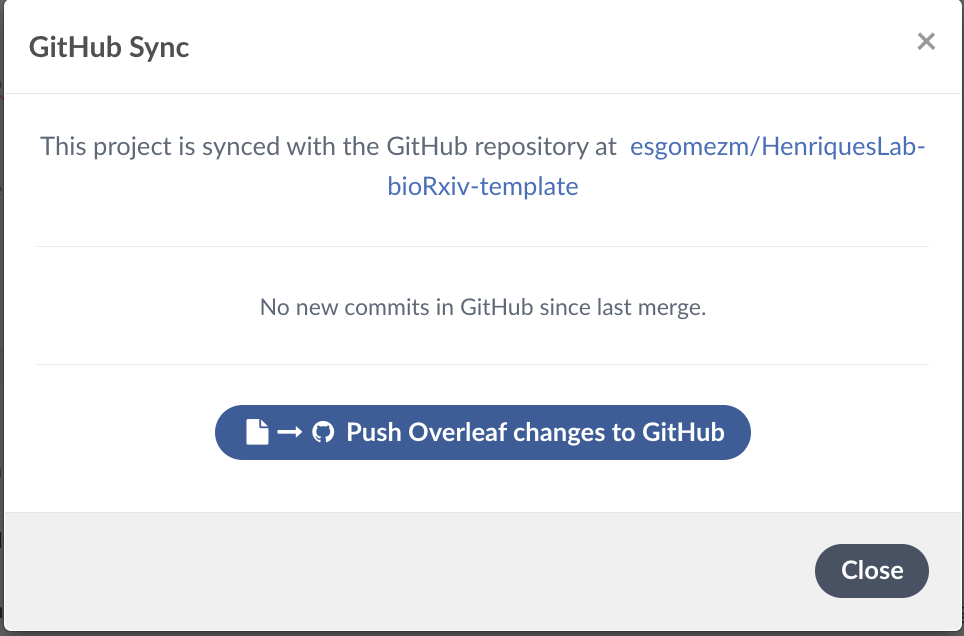 GitHub Sync
This project is synced with the GitHub repository at esgomezm/HenriquesLab-
bioRxiv-template
No new commits in GitHub since last merge.
Push Overleaf changes to GitHub
Close